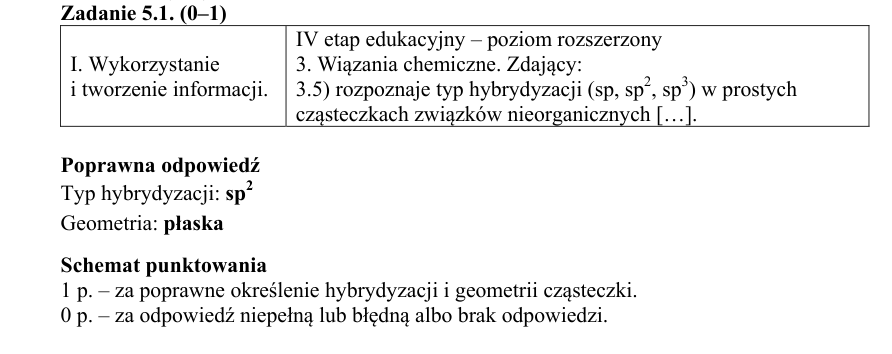 Zadanie 5.1. (0–1)
I. Wykorzystanie
i tworzenie informacji.
IV etap edukacyjny – poziom rozszerzony
3. Wiązania chemiczne. Zdający:
3.5) rozpoznaje typ hybrydyzacji (sp, sp², sp³) w prostych
cząsteczkach związków nieorganicznych […].
Poprawna odpowiedź
Typ hybrydyzacji: sp²
Geometria: płaska
Schemat punktowania
1 p. – za poprawne określenie hybrydyzacji i geometrii cząsteczki.
0 p. – za odpowiedź niepełną lub błędną albo brak odpowiedzi.